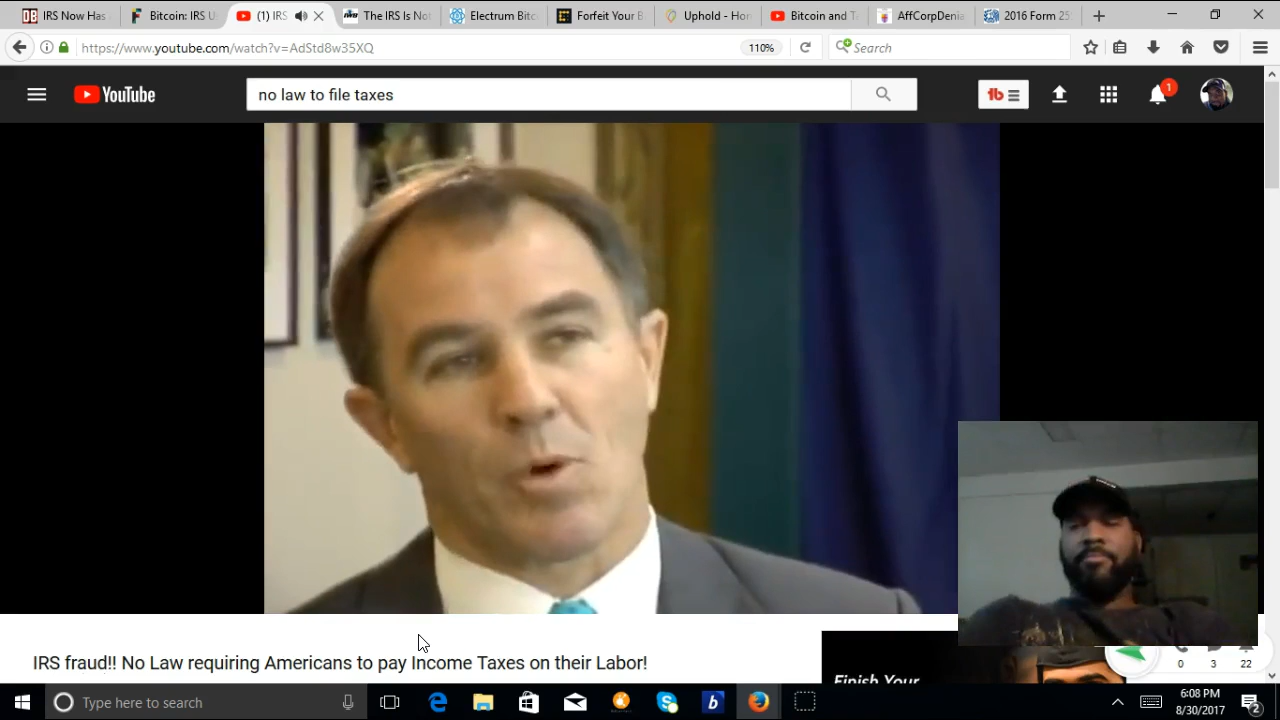 IRS Now Has
Bitcoin: IRS U
(1) IRS
The IRS Is No
Electrum Bitc
Forfeit Your B
Uphold - Hon
Bitcoin and T
AffCorpDenia
2016 Form 25
https://www.youtube.com/watch?v=AdStd8w35XQ
110%
Search
YouTube
no law to file taxes
1
IRS fraud!! No Law requiring Americans to pay Income Taxes on their Labor!
Finish Your
0 3 22
Type here to search
6:08 PM
8/30/2017
2